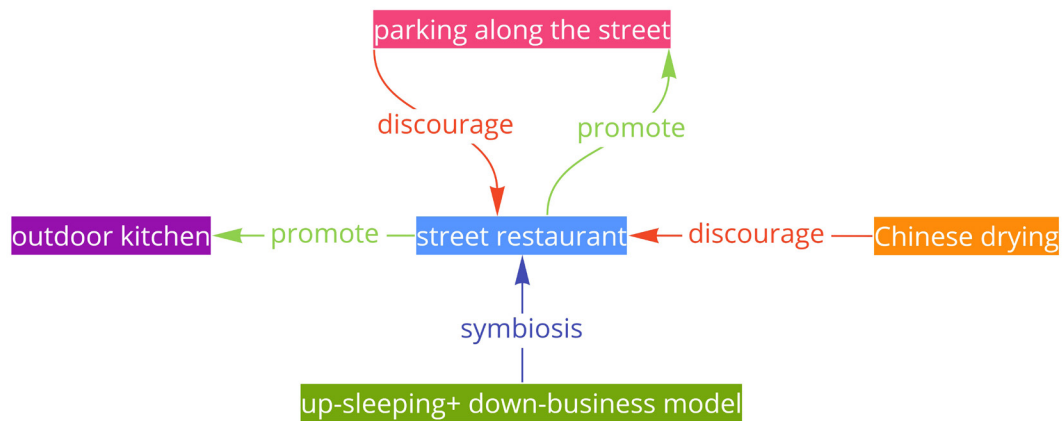 parking along the street
discourage
promote
outdoor kitchen
promote
street restaurant
discourage
Chinese drying
symbiosis
up-sleeping+ down-business model